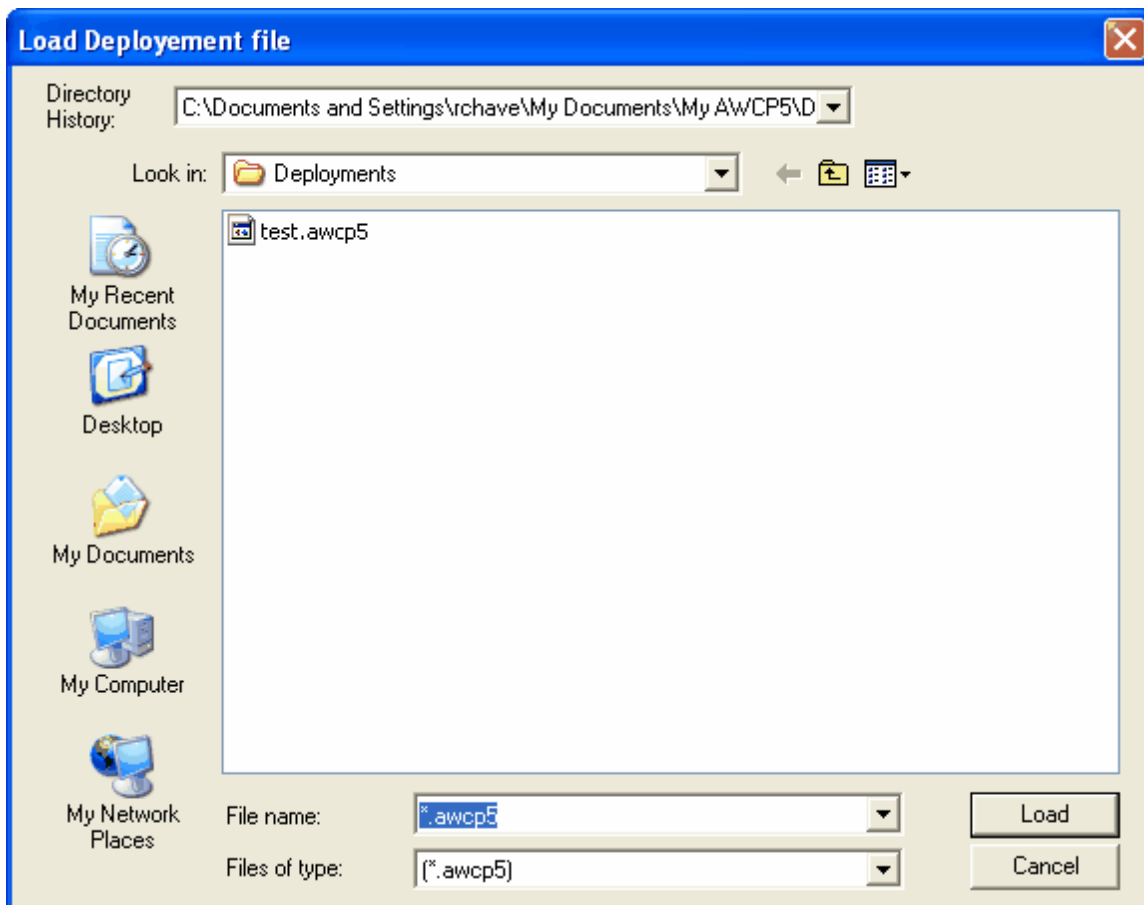 Load Deployement file
Directory
History:
C:\Documents and Settings\rchave\My Documents\My AWCP5\D
Look in:
Deployments
test.awcp5
My Recent
Documents
Desktop
My Documents
My Computer
My Network
Places
File name:
*.awcp5
Load
Files of type:
(*.awcp5)
Cancel